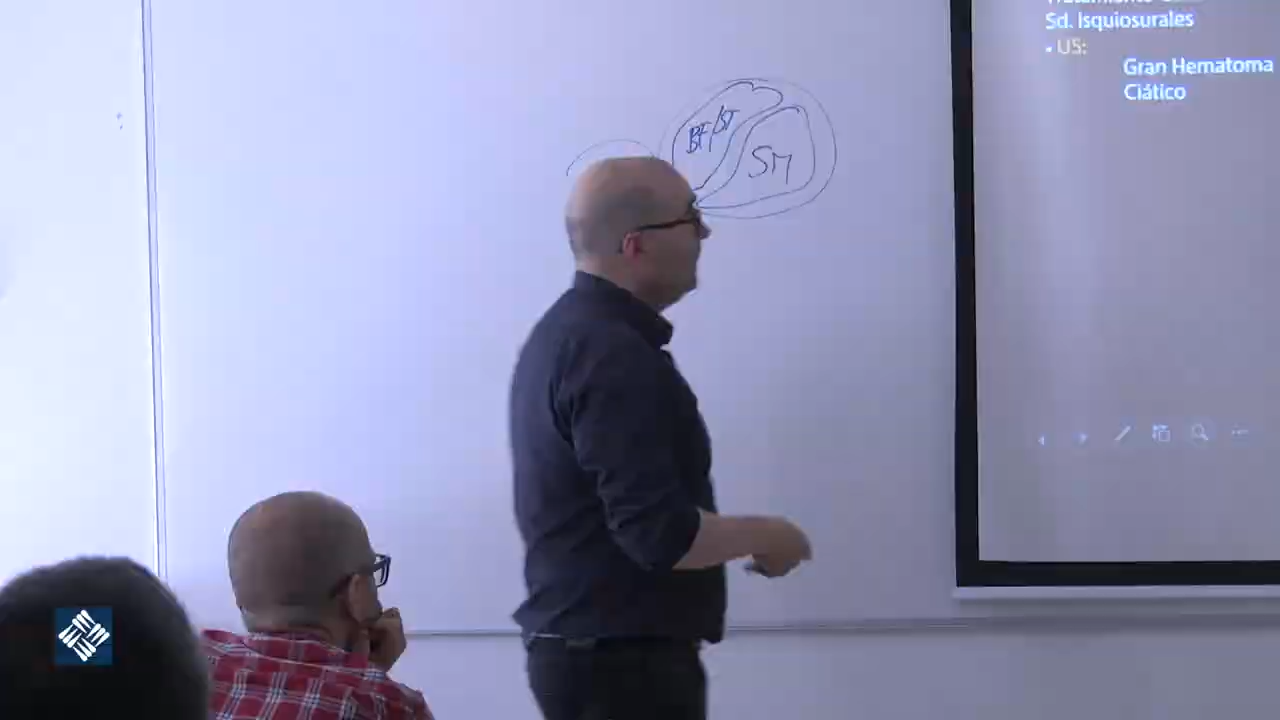 BF/ST
SM
Sd. Isquiosurales
• US:
Gran Hematoma
Ciático